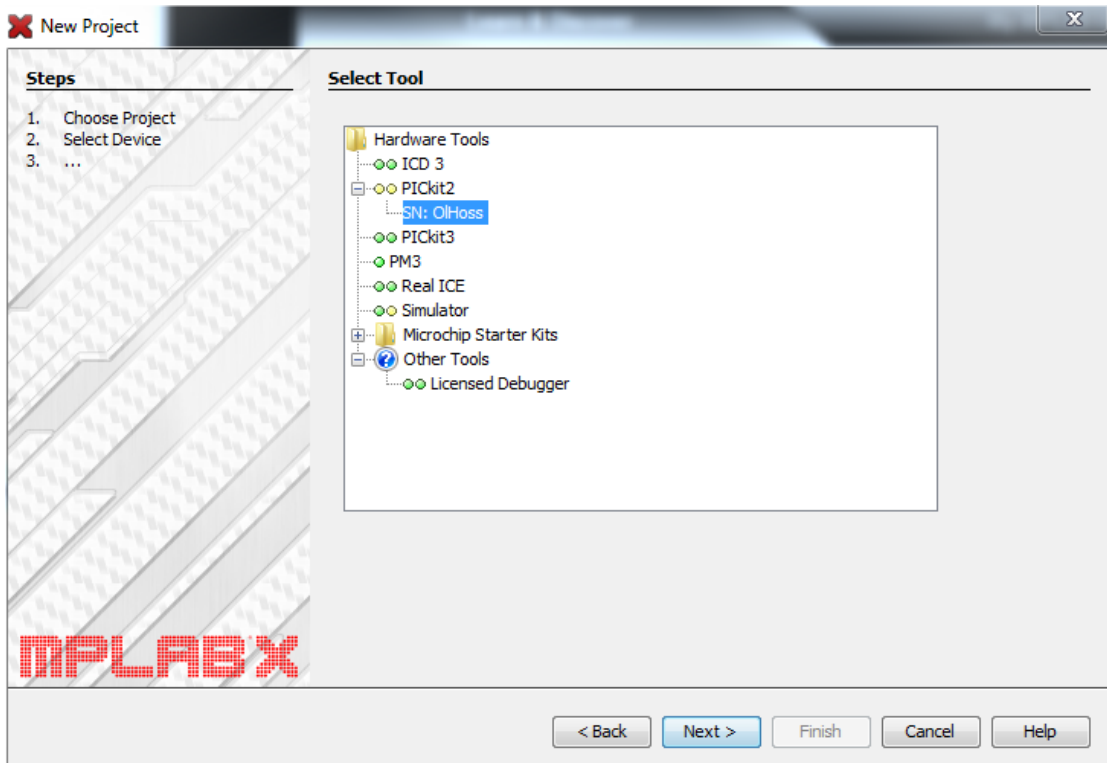 New Project
Steps
1. Choose Project
2. Select Device
3. ...
Select Tool
Hardware Tools
ICD 3
PICkit2
SN: OlHoss
PICkit3
PM3
Real ICE
Simulator
Microchip Starter Kits
Other Tools
Licensed Debugger
MPLAB X
< Back
Next >
Finish
Cancel
Help